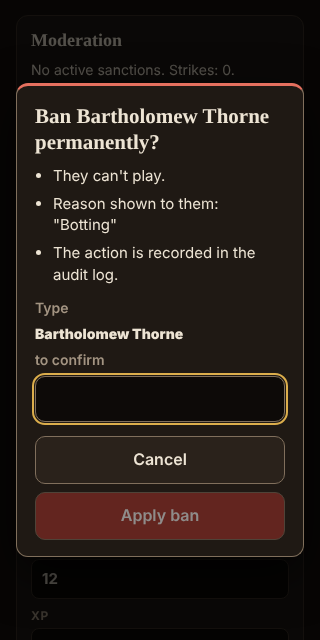 Moderation
No active sanctions. Strikes: 0.
Ban Bartholomew Thorne
permanently?
• They can't play.
• Reason shown to them:
"Botting"
• The action is recorded in the
audit log.
Type
Bartholomew Thorne
to confirm
Cancel
Apply ban
12
XP